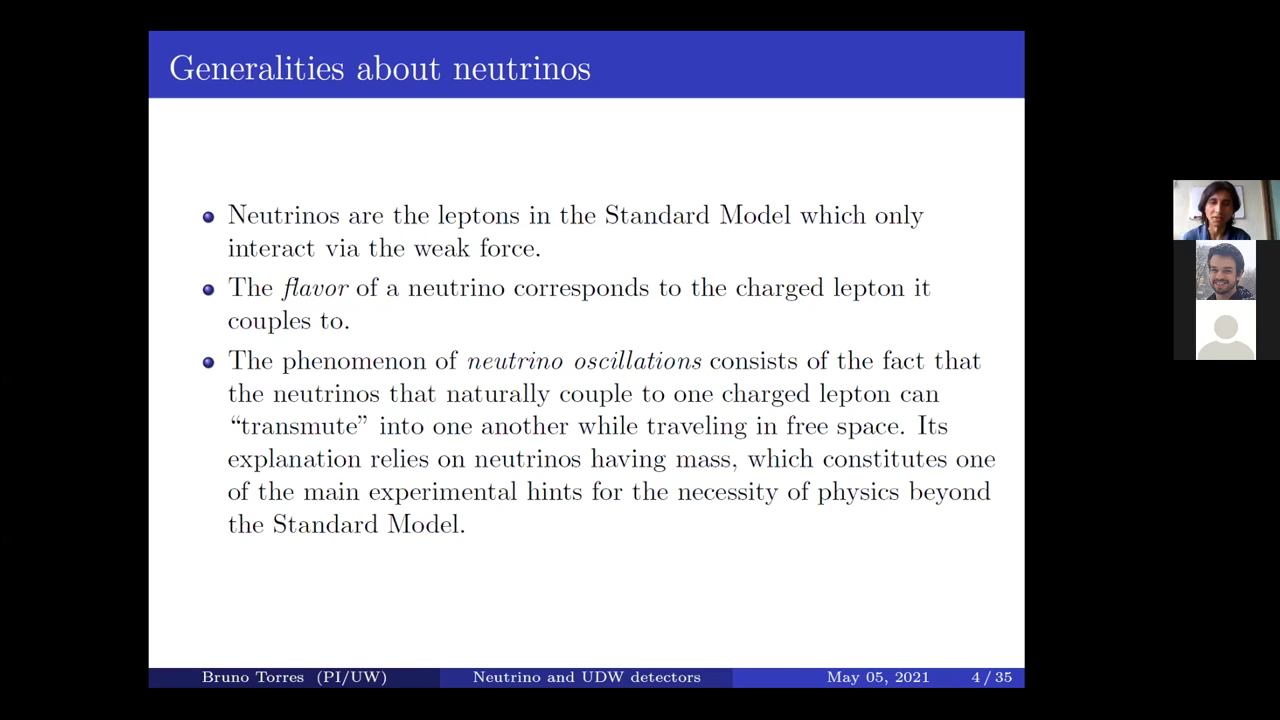 Generalities about neutrinos
Neutrinos are the leptons in the Standard Model which only
interact via the weak force.
The flavor of a neutrino corresponds to the charged lepton it
couples to.
The phenomenon of neutrino oscillations consists of the fact that
the neutrinos that naturally couple to one charged lepton can
“transmute” into one another while traveling in free space. Its
explanation relies on neutrinos having mass, which constitutes one
of the main experimental hints for the necessity of physics beyond
the Standard Model.
Bruno Torres (PI/UW) Neutrino and UDW detectors May 05, 2021 4 / 35